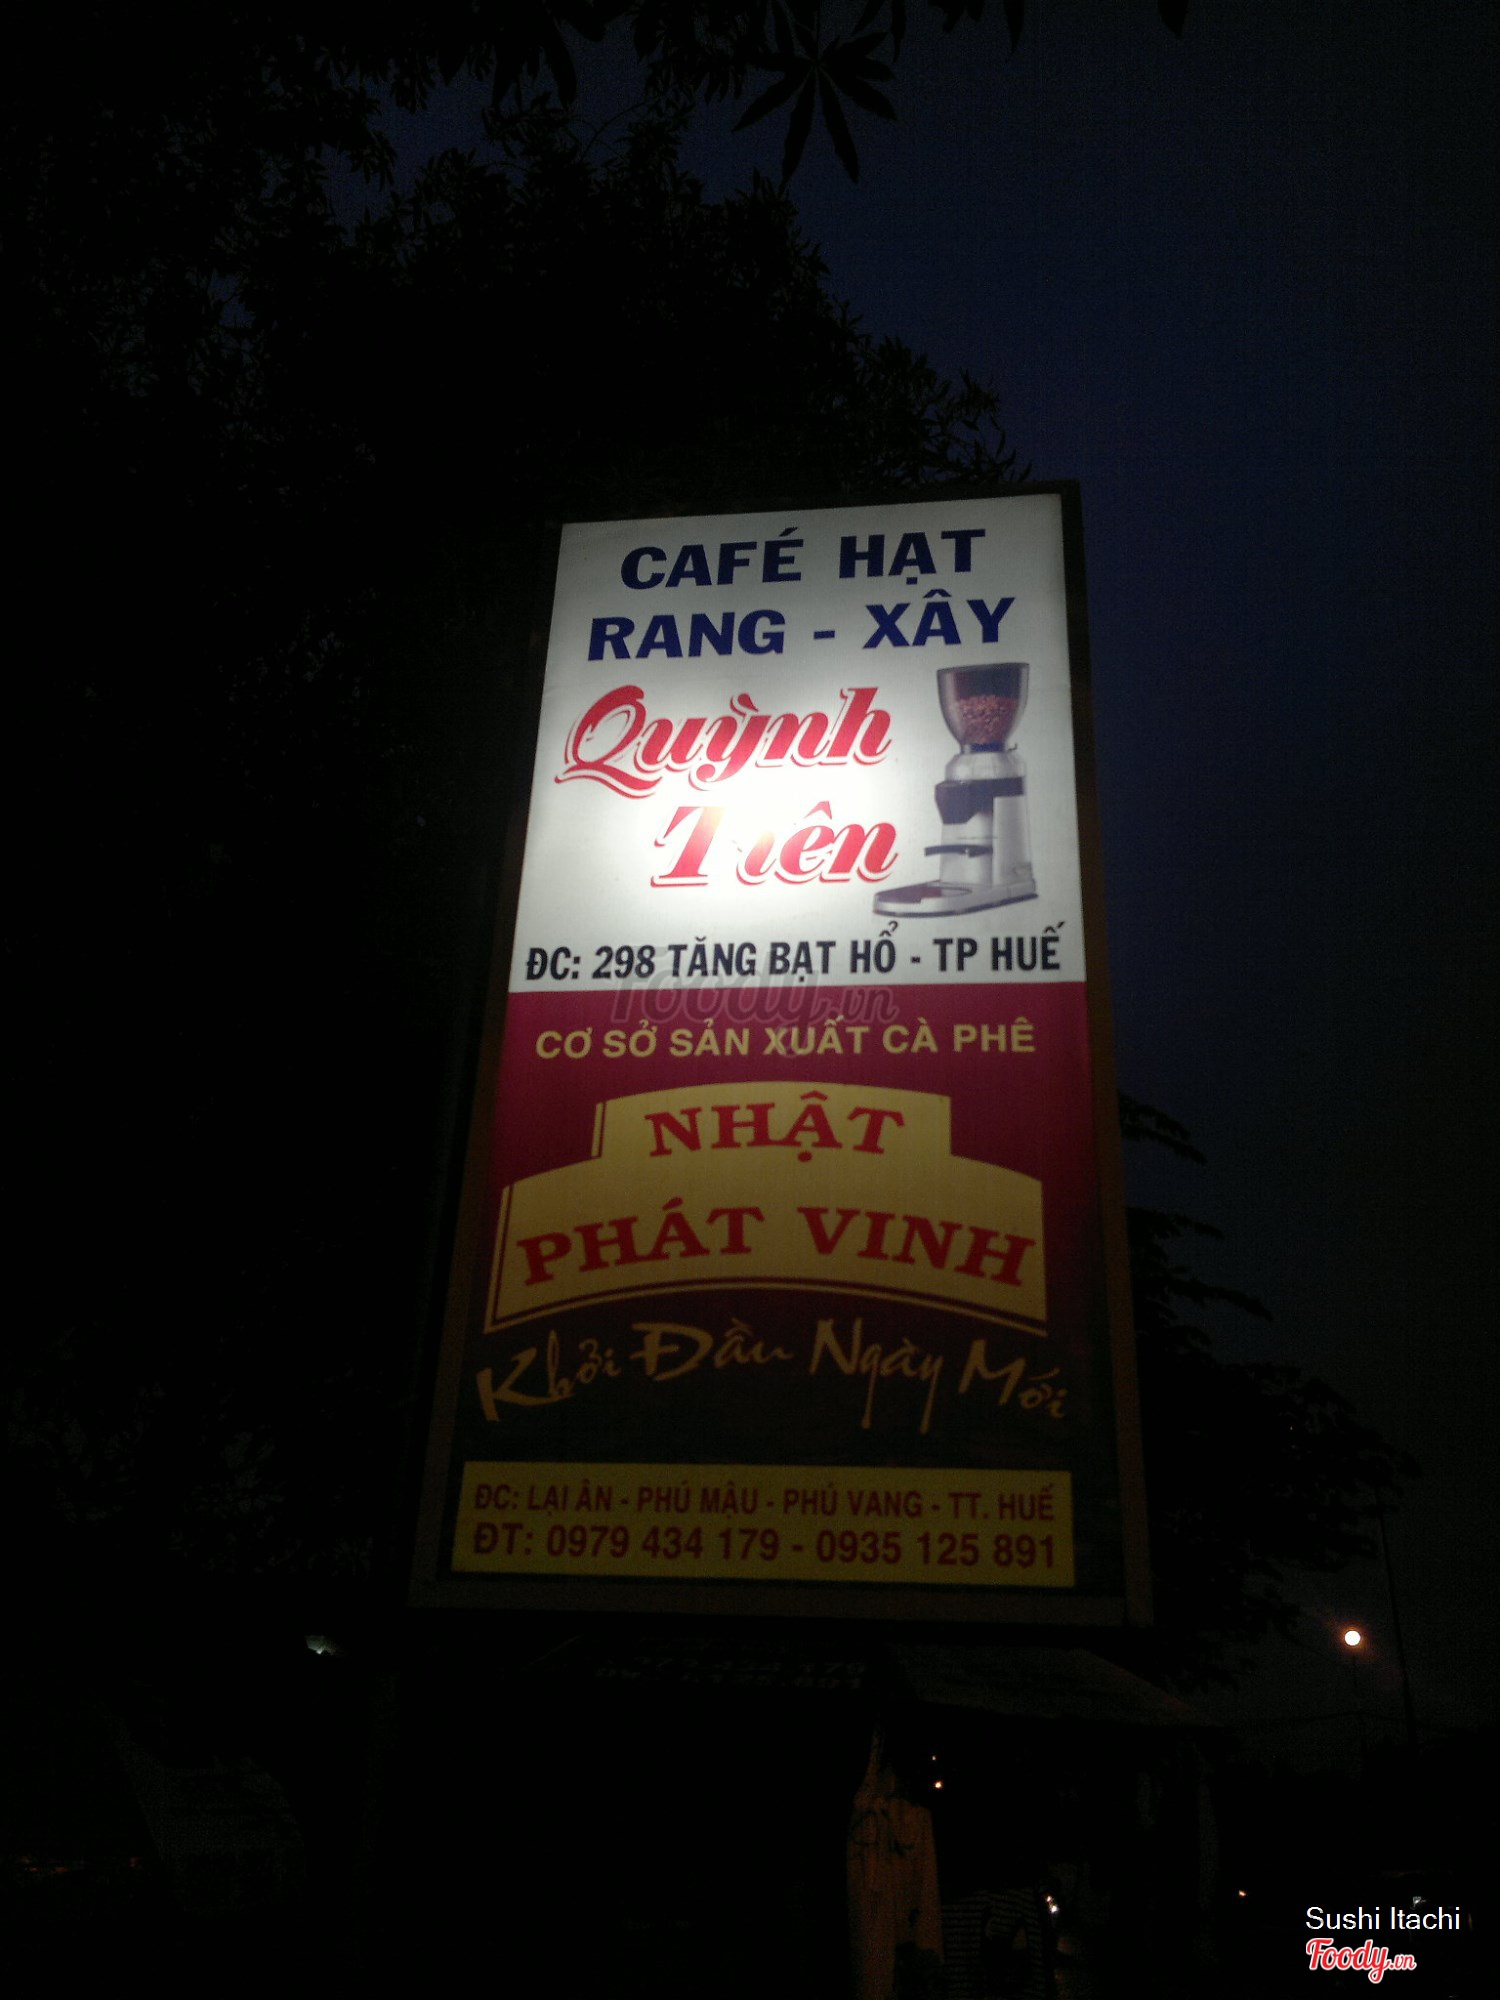 CAFÉ HẠT
RANG - XÂY
Quỳnh
Tiên
ĐC: 298 TĂNG BẠT HỔ - TP HUẾ
foody.vn
CƠ SỞ SẢN XUẤT CÀ PHÊ
NHẬT
PHÁT VINH
Khởi Đầu Ngày Mới
ĐC: LẠI ÂN - PHÚ MẬU - PHÚ VANG - TT. HUẾ
ĐT: 0979 434 179 - 0935 125 891
Sushi Itachi
Foody.vn